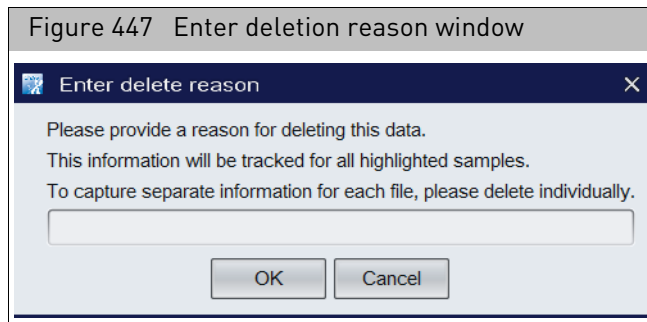 Figure 447 Enter deletion reason window
Enter delete reason
Please provide a reason for deleting this data.
This information will be tracked for all highlighted samples.
To capture separate information for each file, please delete individually.
OK Cancel